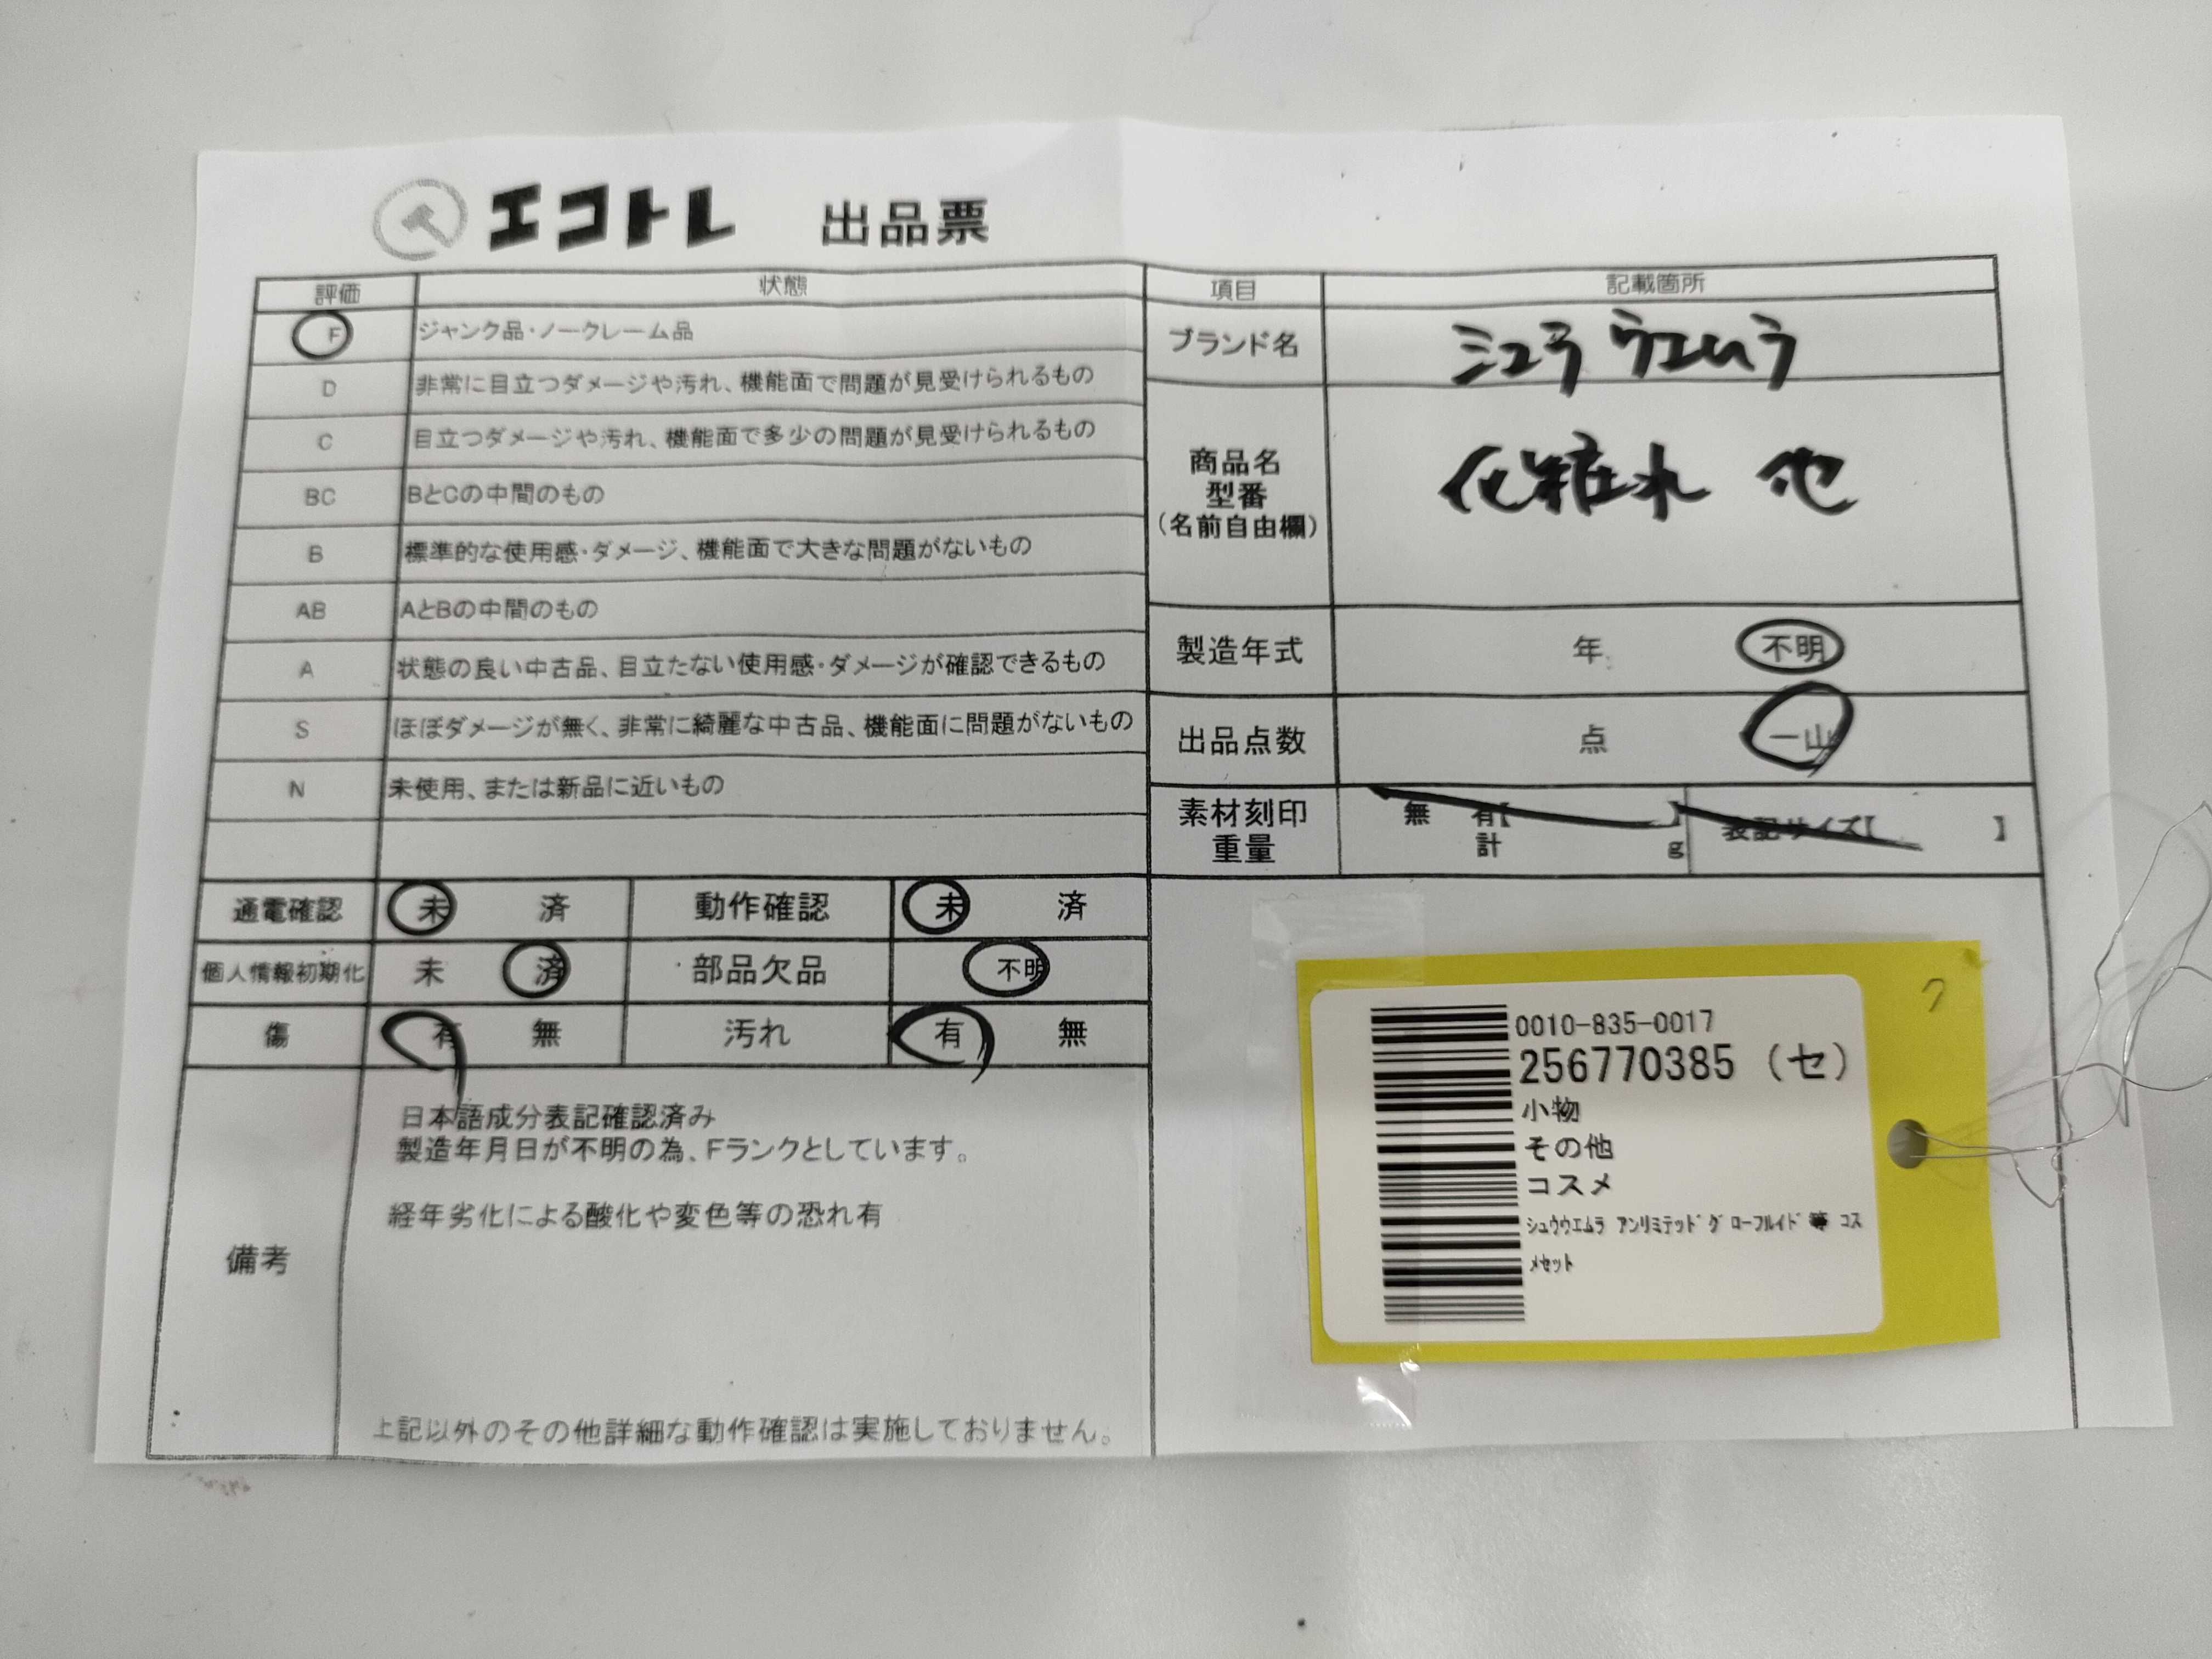 エコトレ 出品票
評価 状態
F ジャンク品・ノークレーム品
D 非常に目立つダメージや汚れ、機能面で問題が見受けられるもの
C 目立つダメージや汚れ、機能面で多少の問題が見受けられるもの
BC BとCの中間のもの
B 標準的な使用感・ダメージ、機能面で大きな問題がないもの
AB AとBの中間のもの
A 状態の良い中古品、目立たない使用感・ダメージが確認できるもの
S ほぼダメージが無く、非常に綺麗な中古品、機能面に問題がないもの
N 未使用、または新品に近いもの
通電確認 未 済 動作確認 未 済
個人情報初期化 未 済 部品欠品 不明
傷 有 無 汚れ 有 無
備考
日本語成分表記確認済み
製造年月日が不明の為、Fランクとしています。
経年劣化による酸化や変色等の恐れ有
上記以外のその他詳細な動作確認は実施しておりません。
項目 記載箇所
ブランド名 シュウ ウエムラ
商品名
型番
(名前自由欄)
化粧水 他
製造年式 年 不明
出品点数 点 一山
素材刻印 無 有【 】 表記サイズ【 】
重量 計 g
0010-835-0017
256770385 (セ)
小物
その他
コスメ
シュウウエムラ アンリミテッド グローフルイド 等 コス
メセット